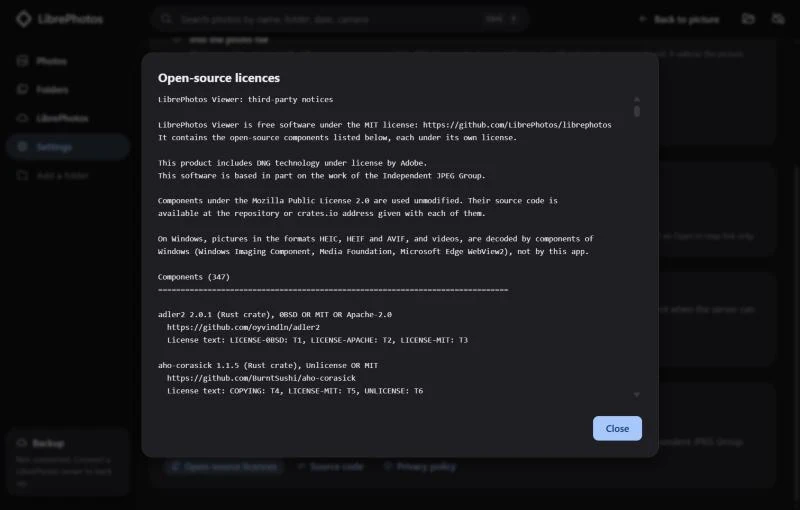 LibrePhotos
Search photos by name, folder, date, camera
Back to picture
Photos
Folders
LibrePhotos
Settings
Add a folder
Open-source licences
LibrePhotos Viewer: third-party notices
LibrePhotos Viewer is free software under the MIT license: https://github.com/LibrePhotos/librephotos
It contains the open-source components listed below, each under its own license.
This product includes DNG technology under license by Adobe.
This software is based in part on the work of the Independent JPEG Group.
Components under the Mozilla Public License 2.0 are used unmodified. Their source code is
available at the repository or crates.io address given with each of them.
On Windows, pictures in the formats HEIC, HEIF and AVIF, and videos, are decoded by components of
Windows (Windows Imaging Component, Media Foundation, Microsoft Edge WebView2), not by this app.
Components (347)
==============================================================================
adler2 2.0.1 (Rust crate), 0BSD OR MIT OR Apache-2.0
https://github.com/oyvindln/adler2
License text: LICENSE-0BSD: T1, LICENSE-APACHE: T2, LICENSE-MIT: T3
aho-corasick 1.1.5 (Rust crate), Unlicense OR MIT
https://github.com/BurntSushi/aho-corasick
License text: COPYING: T4, LICENSE-MIT: T5, UNLICENSE: T6
Close
Backup
Open-source licences
Source code
Privacy policy